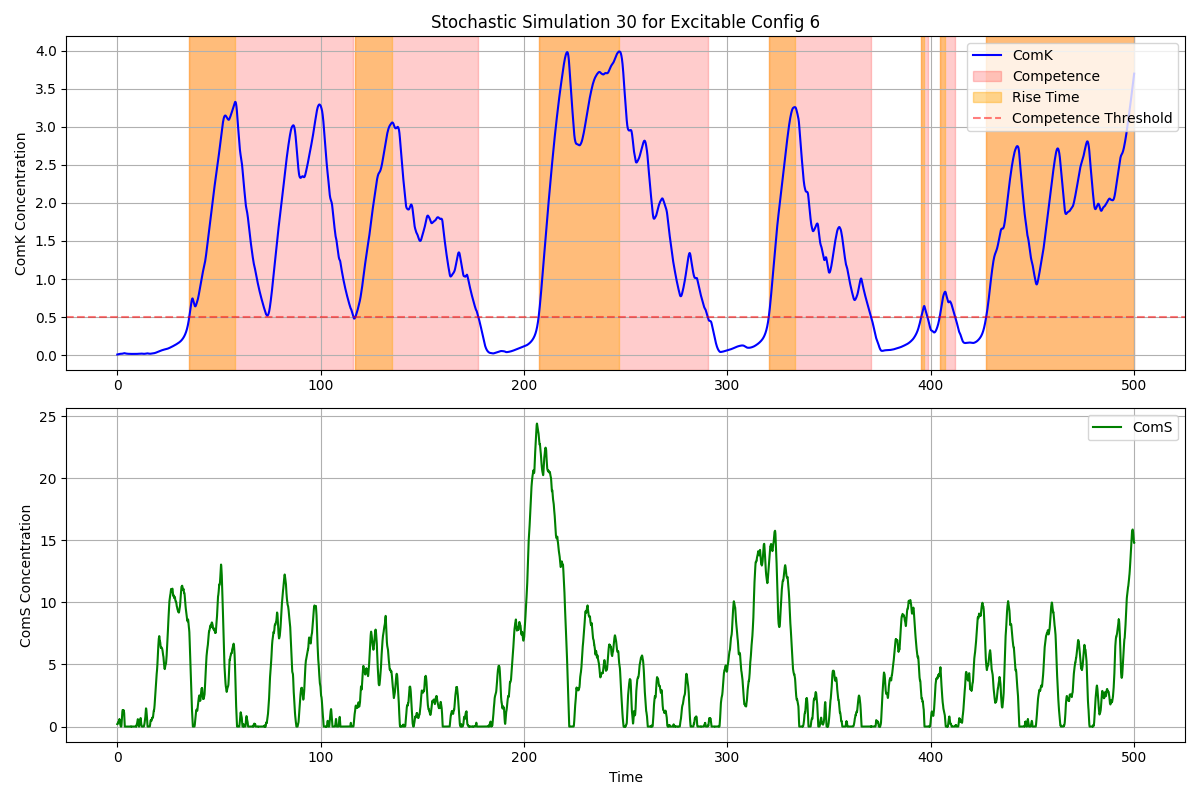 Stochastic Simulation 30 for Excitable Config 6
ComK Concentration
4.0
3.5
3.0
2.5
2.0
1.5
1.0
0.5
0.0
ComK
Competence
Rise Time
Competence Threshold
0 100 200 300 400 500
ComS Concentration
25
20
15
10
5
0
ComS
0 100 200 300 400 500
Time